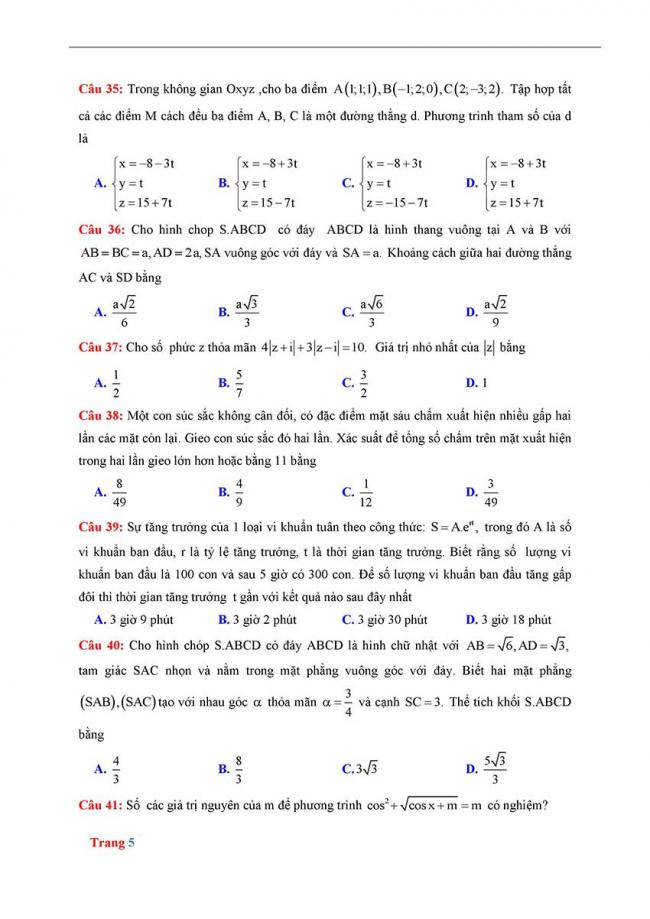 Câu 35: Trong không gian Oxyz ,cho ba điểm A(1;1;1), B(−1;2;0), C(2;−3;2). Tập hợp tất
cả các điểm M cách đều ba điểm A, B, C là một đường thẳng d. Phương trình tham số của d
là
A. {x = −8 − 3t; y = t; z = 15 + 7t B. {x = −8 + 3t; y = t; z = 15 − 7t C. {x = −8 + 3t; y = t; z = −15 − 7t D. {x = −8 + 3t; y = t; z = 15 + 7t
Câu 36: Cho hình chop S.ABCD có đáy ABCD là hình thang vuông tại A và B với
AB = BC = a, AD = 2a, SA vuông góc với đáy và SA = a. Khoảng cách giữa hai đường thẳng
AC và SD bằng
A. a√2/6 B. a√3/3 C. a√6/3 D. a√2/9
Câu 37: Cho số phức z thỏa mãn 4|z + i| + 3|z − i| = 10. Giá trị nhỏ nhất của |z| bằng
A. 1/2 B. 5/7 C. 3/2 D. 1
Câu 38: Một con súc sắc không cân đối, có đặc điểm mặt sáu chấm xuất hiện nhiều gấp hai
lần các mặt còn lại. Gieo con súc sắc đó hai lần. Xác suất để tổng số chấm trên mặt xuất hiện
trong hai lần gieo lớn hơn hoặc bằng 11 bằng
A. 8/49 B. 4/9 C. 1/12 D. 3/49
Câu 39: Sự tăng trưởng của 1 loại vi khuẩn tuân theo công thức: S = A.eʳᵗ, trong đó A là số
vi khuẩn ban đầu, r là tỷ lệ tăng trưởng, t là thời gian tăng trưởng. Biết rằng số lượng vi
khuẩn ban đầu là 100 con và sau 5 giờ có 300 con. Để số lượng vi khuẩn ban đầu tăng gấp
đôi thì thời gian tăng trưởng t gần với kết quả nào sau đây nhất
A. 3 giờ 9 phút B. 3 giờ 2 phút C. 3 giờ 30 phút D. 3 giờ 18 phút
Câu 40: Cho hình chóp S.ABCD có đáy ABCD là hình chữ nhật với AB = √6, AD = √3,
tam giác SAC nhọn và nằm trong mặt phẳng vuông góc với đáy. Biết hai mặt phẳng
(SAB), (SAC) tạo với nhau góc α thỏa mãn α = 3/4 và cạnh SC = 3. Thể tích khối S.ABCD
bằng
A. 4/3 B. 8/3 C. 3√3 D. 5√3/3
Câu 41: Số các giá trị nguyên của m để phương trình cos² + √(cos x + m) = m có nghiệm?
Trang 5